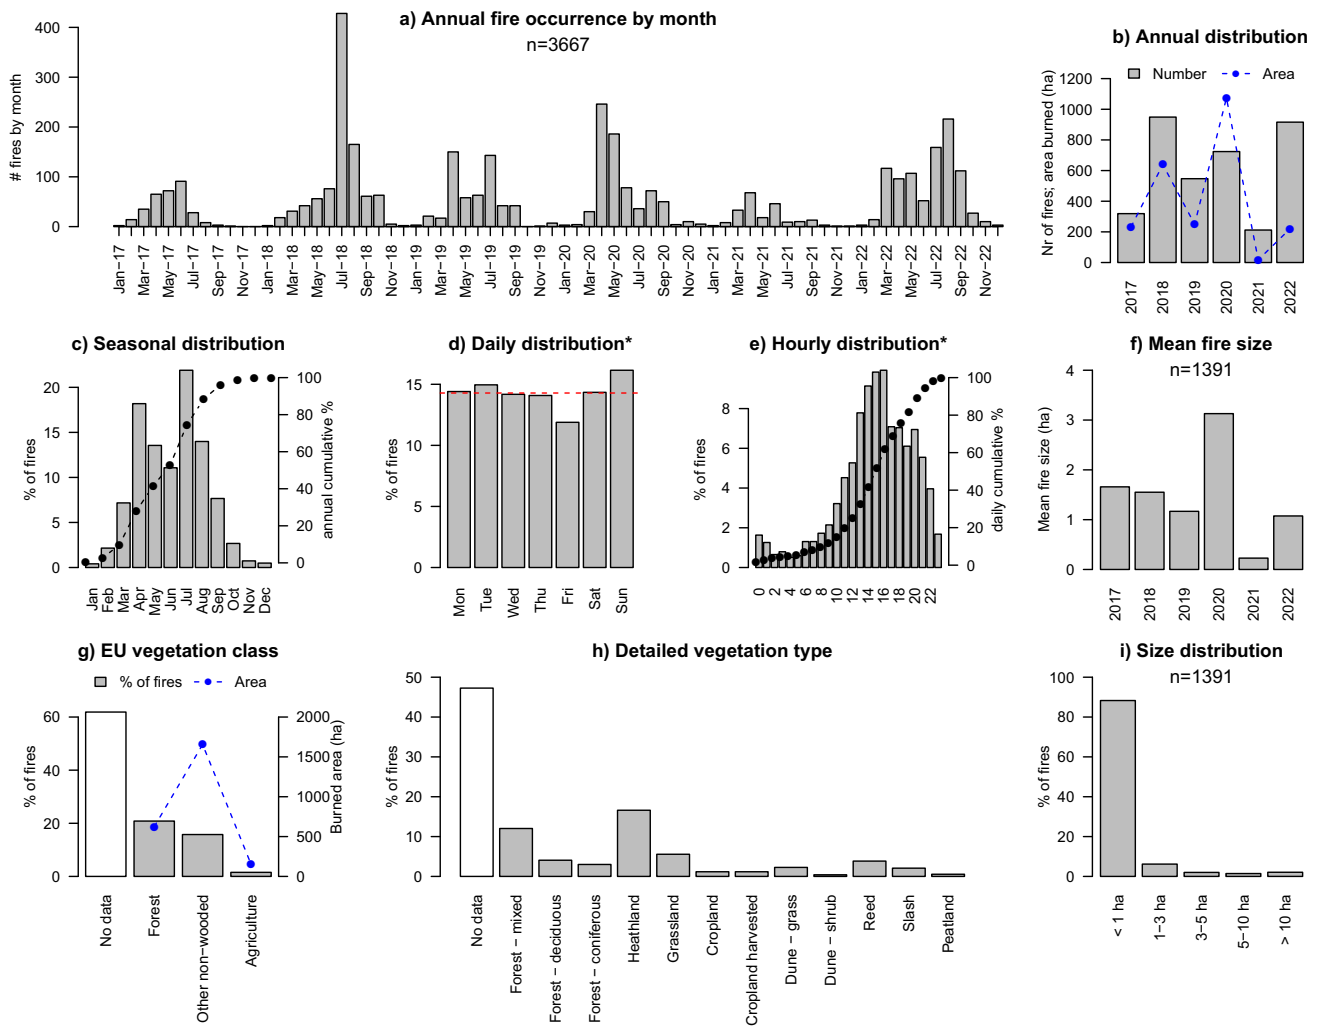 a) Annual fire occurrence by month
n=3667
# fires by month
400
300
200
100
0
Jan−17
Mar−17
May−17
Jul−17
Sep−17
Nov−17
Jan−18
Mar−18
May−18
Jul−18
Sep−18
Nov−18
Jan−19
Mar−19
May−19
Jul−19
Sep−19
Nov−19
Jan−20
Mar−20
May−20
Jul−20
Sep−20
Nov−20
Jan−21
Mar−21
May−21
Jul−21
Sep−21
Nov−21
Jan−22
Mar−22
May−22
Jul−22
Sep−22
Nov−22
b) Annual distribution
Number Area
Nr of fires; area burned (ha)
1200
1000
800
600
400
200
0
2017
2018
2019
2020
2021
2022
c) Seasonal distribution
% of fires
20
15
10
5
0
100
80
60
40
20
0
annual cumulative %
Jan
Feb
Mar
Apr
May
Jun
Jul
Aug
Sep
Oct
Nov
Dec
d) Daily distribution*
% of fires
15
10
5
0
Mon
Tue
Wed
Thu
Fri
Sat
Sun
e) Hourly distribution*
% of fires
8
6
4
2
0
100
80
60
40
20
0
daily cumulative %
0
2
4
6
8
10
12
14
16
18
20
22
f) Mean fire size
n=1391
Mean fire size (ha)
4
3
2
1
0
2017
2018
2019
2020
2021
2022
g) EU vegetation class
% of fires Area
% of fires
60
40
20
0
2000
1500
1000
500
0
Burned area (ha)
No data
Forest
Other non−wooded
Agriculture
h) Detailed vegetation type
% of fires
50
40
30
20
10
0
No data
Forest − mixed
Forest − deciduous
Forest − coniferous
Heathland
Grassland
Cropland
Cropland harvested
Dune − grass
Dune − shrub
Reed
Slash
Peatland
i) Size distribution
n=1391
% of fires
100
80
60
40
20
0
< 1 ha
1−3 ha
3−5 ha
5−10 ha
> 10 ha